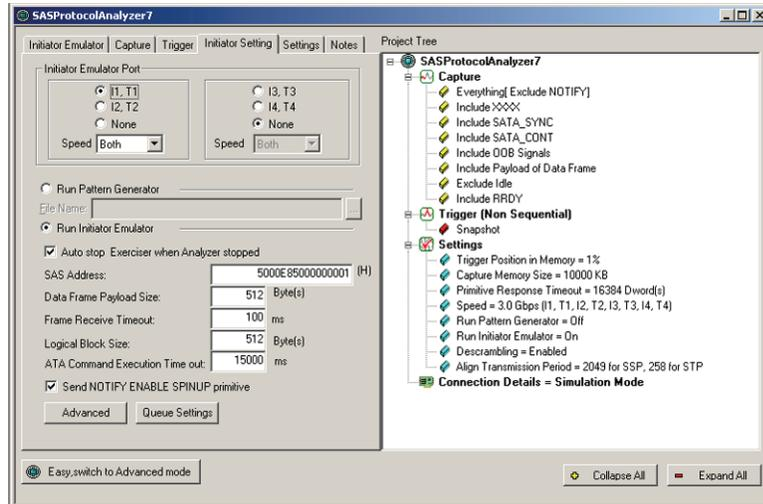 SASProtocolAnalyzer7
Initiator Emulator Capture Trigger Initiator Setting Settings Notes
Initiator Emulator Port
I1, T1
I2, T2
None
Speed Both
I3, T3
I4, T4
None
Speed Both
Run Pattern Generator
File Name: ...
Run Initiator Emulator
Auto stop Exerciser when Analyzer stopped
SAS Address: 5000E85000000001 (H)
Data Frame Payload Size: 512 Byte(s)
Frame Receive Timeout: 100 ms
Logical Block Size: 512 Byte(s)
ATA Command Execution Time out: 15000 ms
Send NOTIFY ENABLE SPINUP primitive
Advanced Queue Settings
Easy,switch to Advanced mode
Project Tree
SASProtocolAnalyzer7
Capture
Everything[ Exclude NOTIFY]
Include XXXX
Include SATA_SYNC
Include SATA_CONT
Include OOB Signals
Include Payload of Data Frame
Exclude Idle
Include RRDY
Trigger (Non Sequential)
Snapshot
Settings
Trigger Position in Memory = 1%
Capture Memory Size = 10000 KB
Primitive Response Timeout = 16384 Dword(s)
Speed = 3.0 Gbps (I1, T1, I2, T2, I3, T3, I4, T4)
Run Pattern Generator = Off
Run Initiator Emulator = On
Descrambling = Enabled
Align Transmission Period = 2049 for SSP, 258 for STP
Connection Details = Simulation Mode
Collapse All Expand All